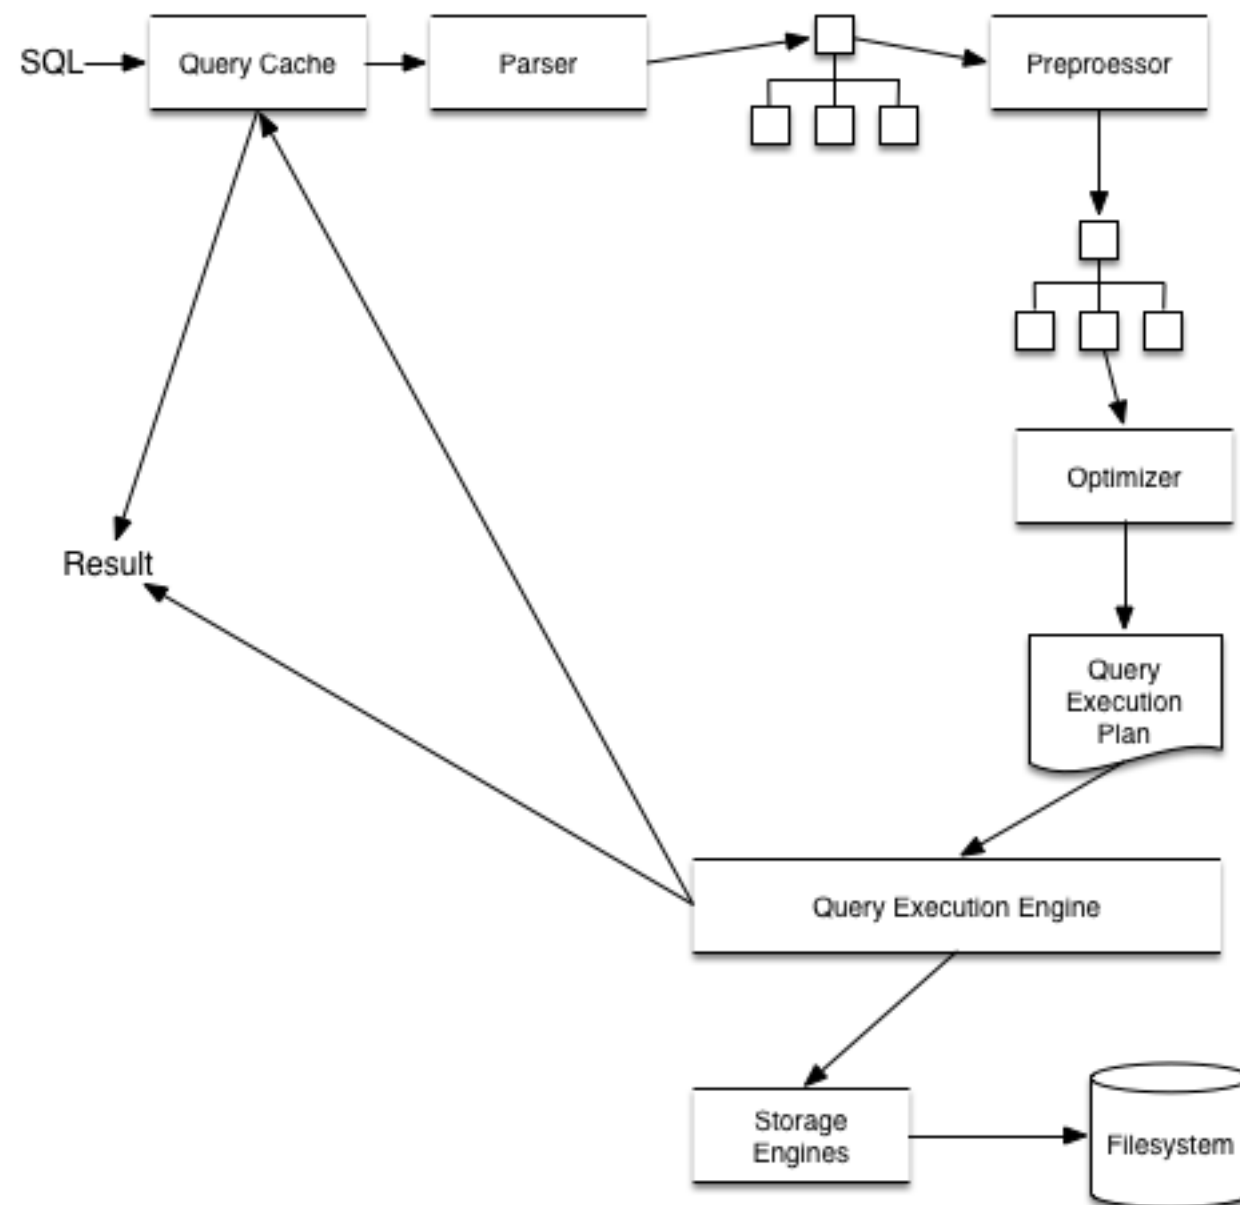 SQL
Query Cache
Parser
Preproessor
Optimizer
Result
Query
Execution
Plan
Query Execution Engine
Storage
Engines
Filesystem